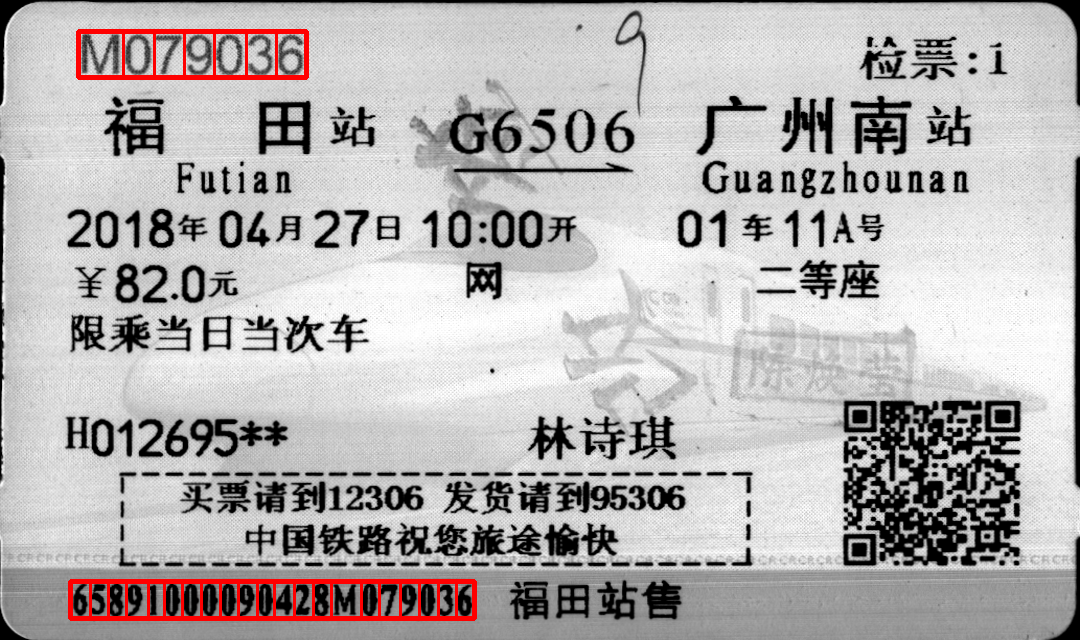 9
M079036 检票:1
福田站 G6506 广州南站
Futian Guangzhounan
2018年04月27日 10:00开 01车11A号
¥82.0元 网 二等座
限乘当日当次车
H012695** 林诗琪
买票请到12306 发货请到95306
中国铁路祝您旅途愉快
65891000090428M079036 福田站售